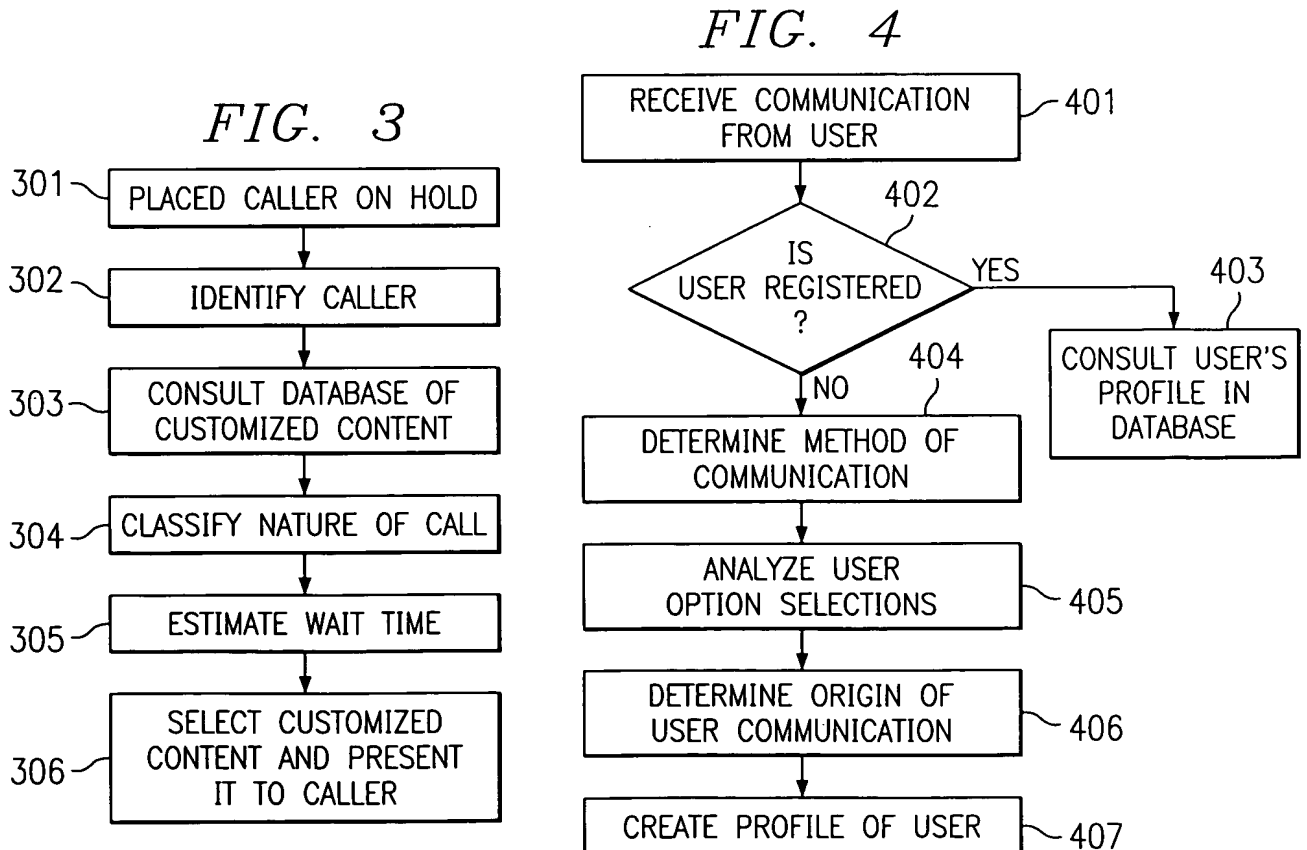 FIG. 3
301
PLACED CALLER ON HOLD
302
IDENTIFY CALLER
303
CONSULT DATABASE OF
CUSTOMIZED CONTENT
304
CLASSIFY NATURE OF CALL
305
ESTIMATE WAIT TIME
306
SELECT CUSTOMIZED
CONTENT AND PRESENT
IT TO CALLER
FIG. 4
RECEIVE COMMUNICATION
FROM USER
401
402
IS
USER REGISTERED
?
YES
403
CONSULT USER'S
PROFILE IN
DATABASE
NO
404
DETERMINE METHOD OF
COMMUNICATION
ANALYZE USER
OPTION SELECTIONS
405
DETERMINE ORIGIN OF
USER COMMUNICATION
406
CREATE PROFILE OF USER
407